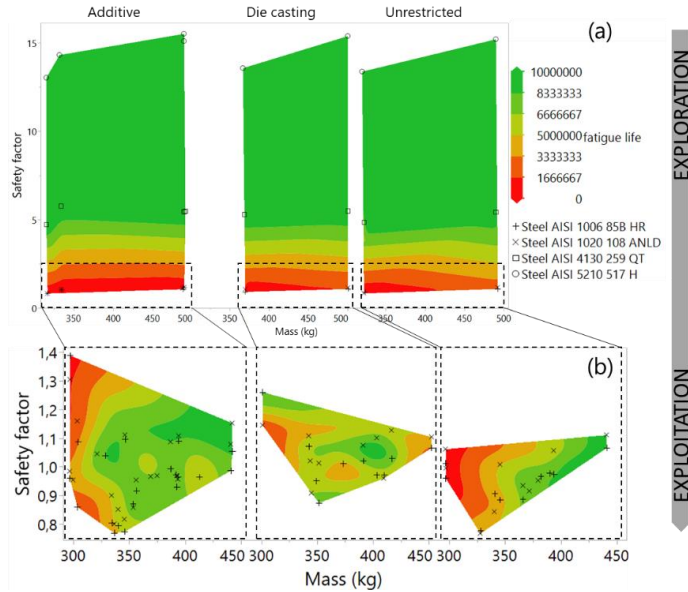 Additive Die casting Unrestricted
(a)
15
10
5
0
Safety factor
350 400 450 500
350 400 450 500
350 400 450 500
Mass (kg)
10000000
8333333
6666667
5000000
3333333
1666667
0
fatigue life
+ Steel AISI 1006 85B HR
× Steel AISI 1020 108 ANLD
□ Steel AISI 4130 259 QT
○ Steel AISI 5210 517 H
EXPLORATION
(b)
1,4
1,3
1,2
1,1
1,0
0,9
0,8
Safety factor
300 350 400 450
300 350 400 450
300 350 400 450
Mass (kg)
EXPLOITATION